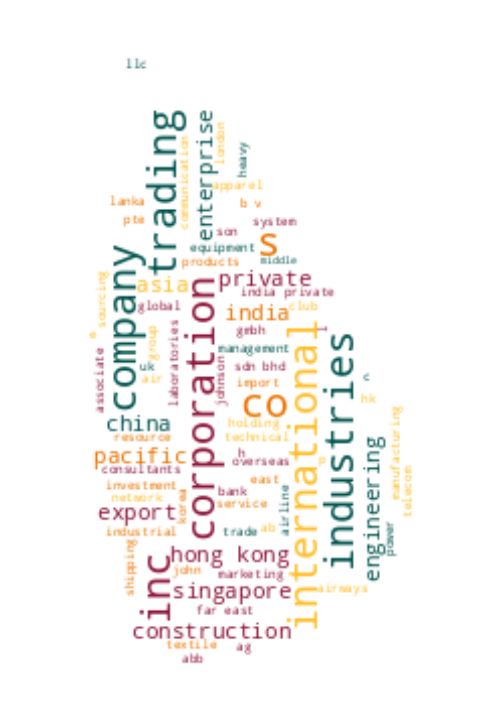 llc
trading
enterprise
london
communication
heavy
apparel
lanka
b v
pte
system
son
s
equipment
company
products
middle
asia
private
sourcing
corporation
india private
global
india
club
gmbh
l
international
industries
laboratories
group
associate
management
uk
sdn bhd
air
johnson
import
c
co
hk
china
holding
manufacturing
resource
technical
engineering
pacific
h
overseas
p
consultants
east
investment
bank
network
korea
service
telecom
export
airline
industrial
trade
ab
power
hong kong
inc
shipping
john
marketing
singapore
airways
far east
construction
textile
ag
abb